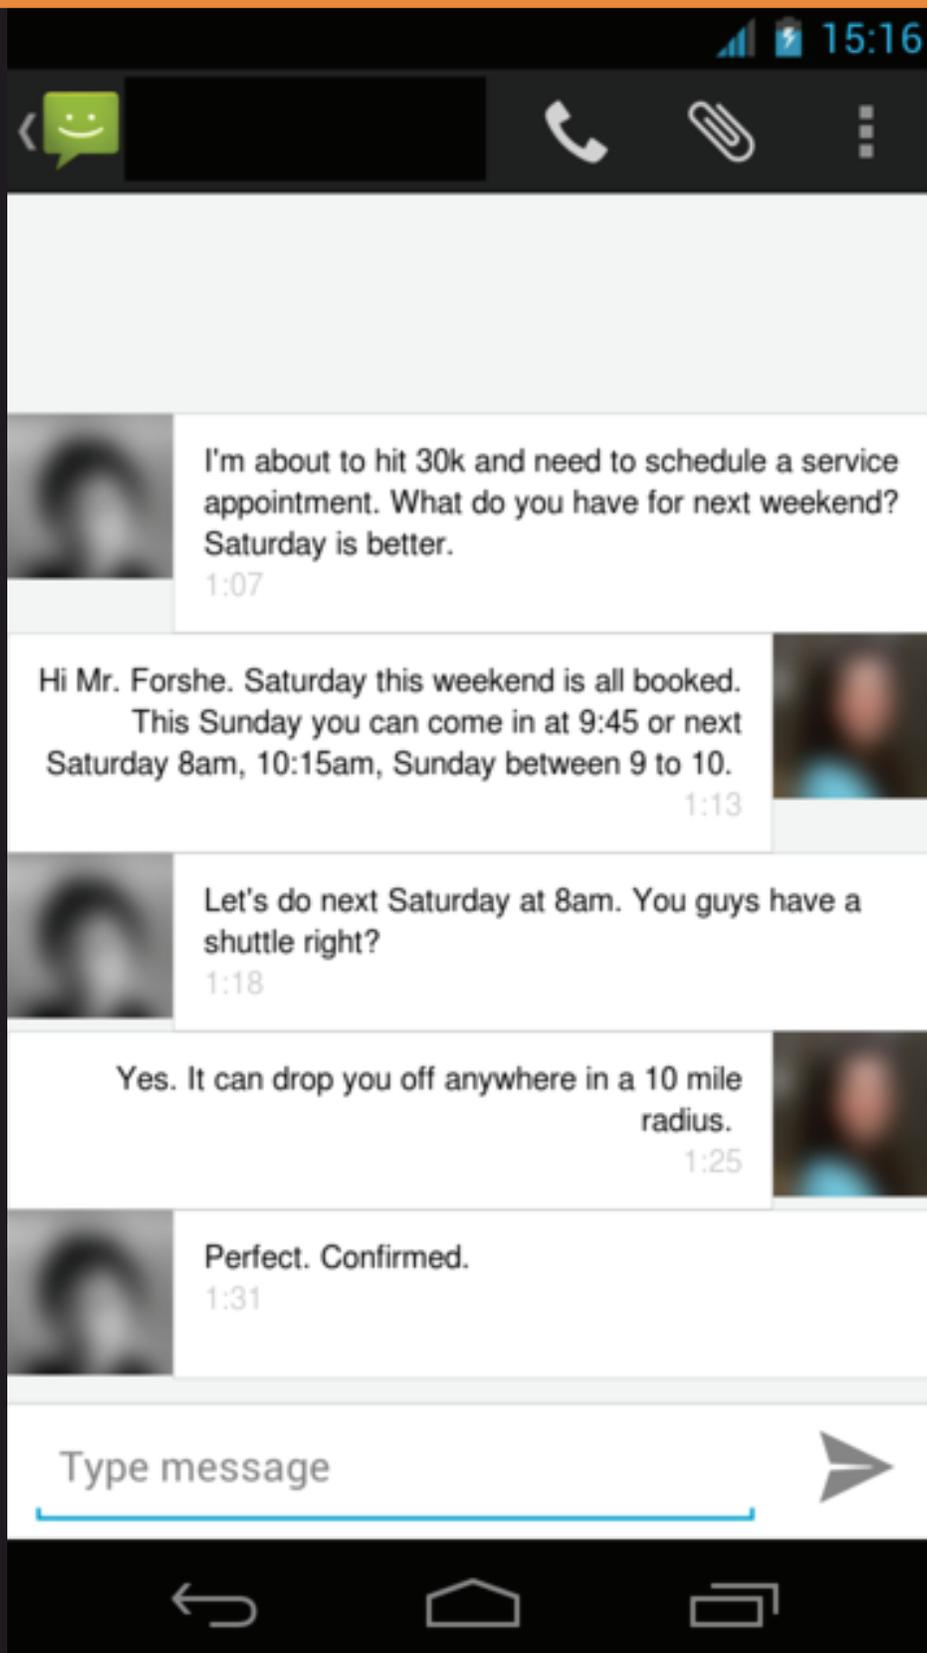 15:16
I'm about to hit 30k and need to schedule a service
appointment. What do you have for next weekend?
Saturday is better.
1:07
Hi Mr. Forshe. Saturday this weekend is all booked.
This Sunday you can come in at 9:45 or next
Saturday 8am, 10:15am, Sunday between 9 to 10.
1:13
Let's do next Saturday at 8am. You guys have a
shuttle right?
1:18
Yes. It can drop you off anywhere in a 10 mile
radius.
1:25
Perfect. Confirmed.
1:31
Type message